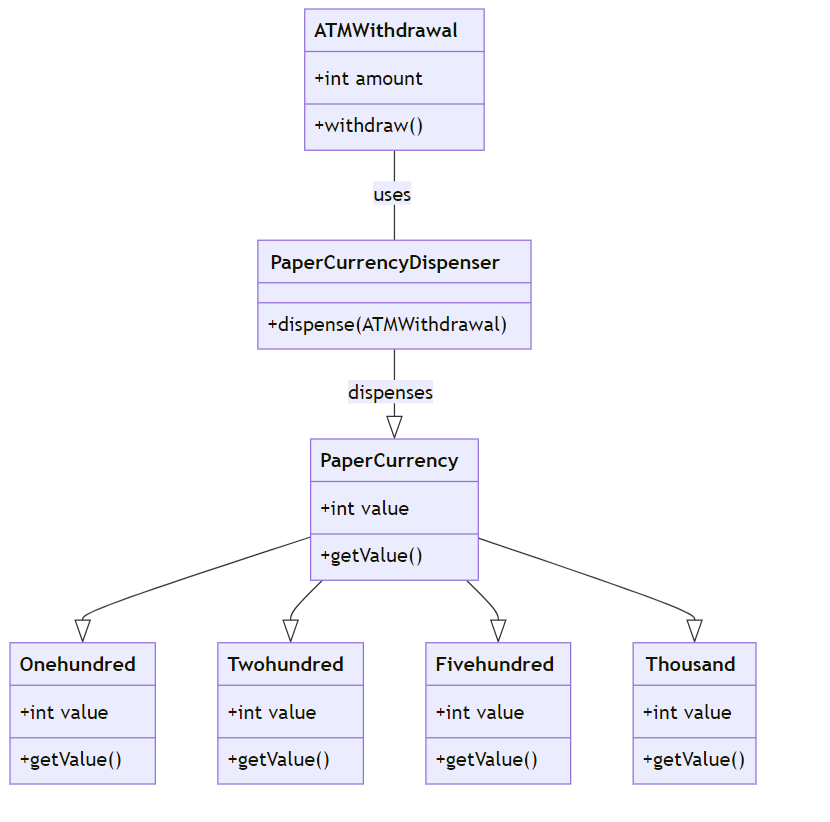 ATMWithdrawal
+int amount
+withdraw()
uses
PaperCurrencyDispenser
+dispense(ATMWithdrawal)
dispenses
PaperCurrency
+int value
+getValue()
Onehundred
+int value
+getValue()
Twohundred
+int value
+getValue()
Fivehundred
+int value
+getValue()
Thousand
+int value
+getValue()